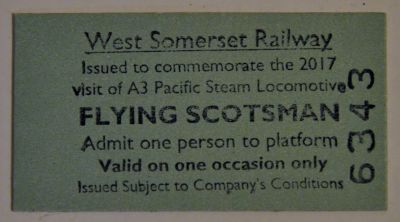 West Somerset Railway
Issued to commemorate the 2017
visit of A3 Pacific Steam Locomotive
FLYING SCOTSMAN
Admit one person to platform
Valid on one occasion only
Issued Subject to Company's Conditions
6343